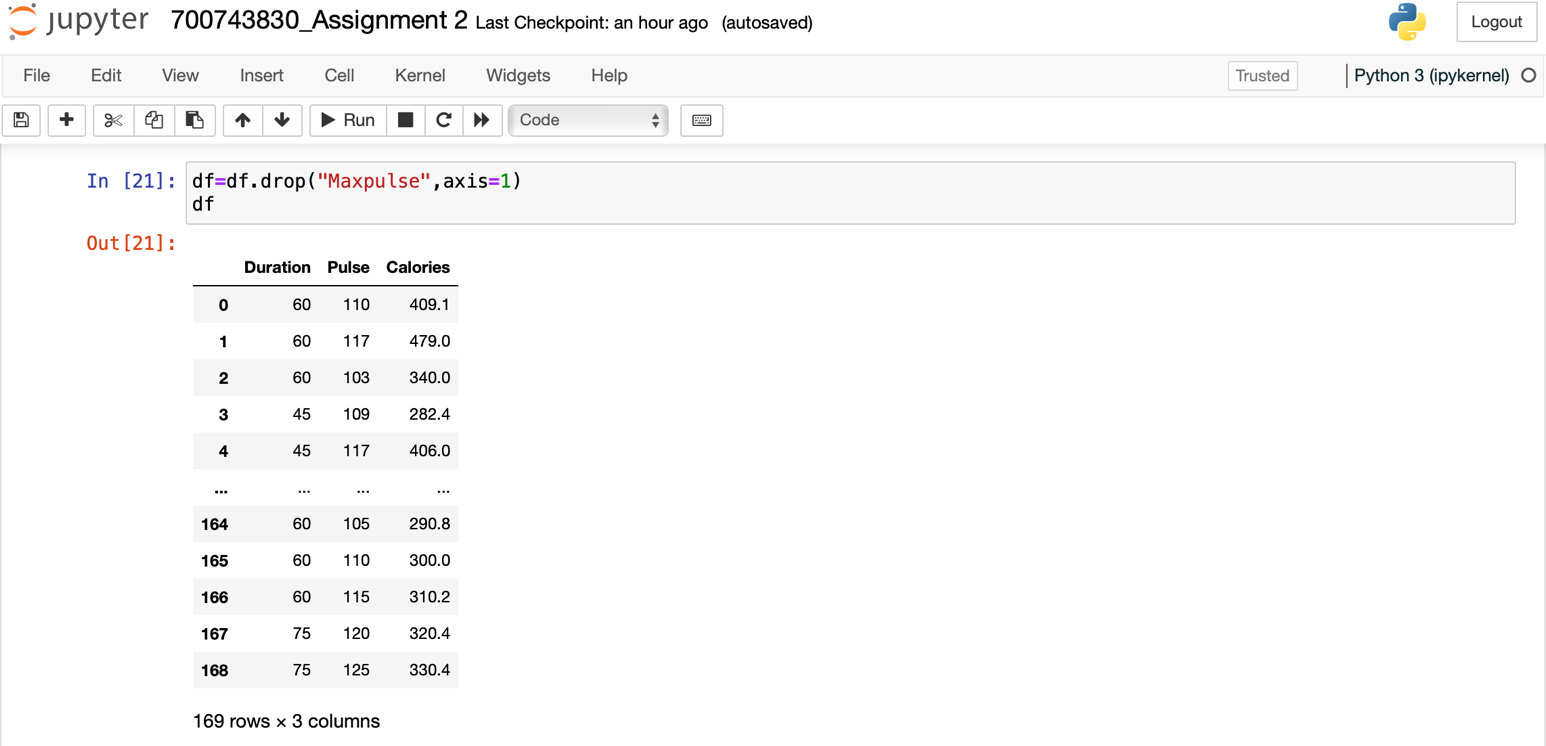 jupyter 700743830_Assignment 2 Last Checkpoint: an hour ago (autosaved) Logout
File Edit View Insert Cell Kernel Widgets Help Trusted Python 3 (ipykernel)
Run Code
In [21]: df=df.drop("Maxpulse",axis=1)
df
Out[21]:
Duration Pulse Calories
0 60 110 409.1
1 60 117 479.0
2 60 103 340.0
3 45 109 282.4
4 45 117 406.0
... ... ... ...
164 60 105 290.8
165 60 110 300.0
166 60 115 310.2
167 75 120 320.4
168 75 125 330.4
169 rows × 3 columns